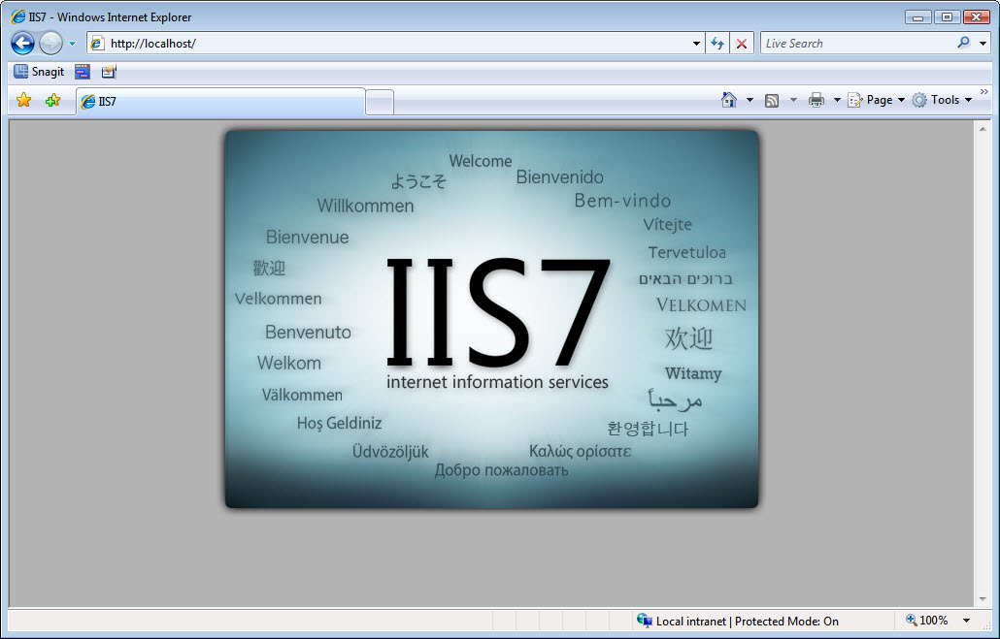 IIS7 - Windows Internet Explorer
http://localhost/
Live Search
Snagit
IIS7
Page
Tools
Welcome
ようこそ
Bienvenido
Willkommen
Bem-vindo
Vítejte
Bienvenue
Tervetuloa
歡迎
ברוכים הבאים
Velkommen
VELKOMEN
IIS7
Benvenuto
欢迎
Welkom
Witamy
internet information services
Välkommen
مرحباً
Hoş Geldiniz
환영합니다
Üdvözöljük
Καλώς ορίσατε
Добро пожаловать
Local intranet | Protected Mode: On
100%